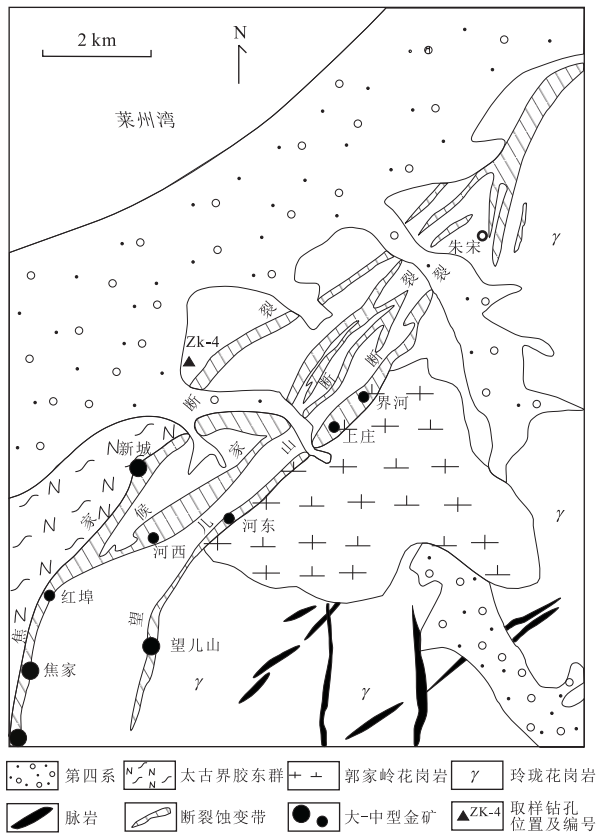 2 km
N
莱州湾
γ
朱宋
裂
裂
裂
Zk-4
断
断
断
界河
上庄
新城
家
山
家
候
儿
河东
河西
γ
红埠
焦
望
望儿山
焦家
γ
γ
第四系
太古界胶东群
郭家岭花岗岩
γ
玲珑花岗岩
脉岩
断裂蚀变带
大-中型金矿
ZK-4
取样钻孔
位置及编号